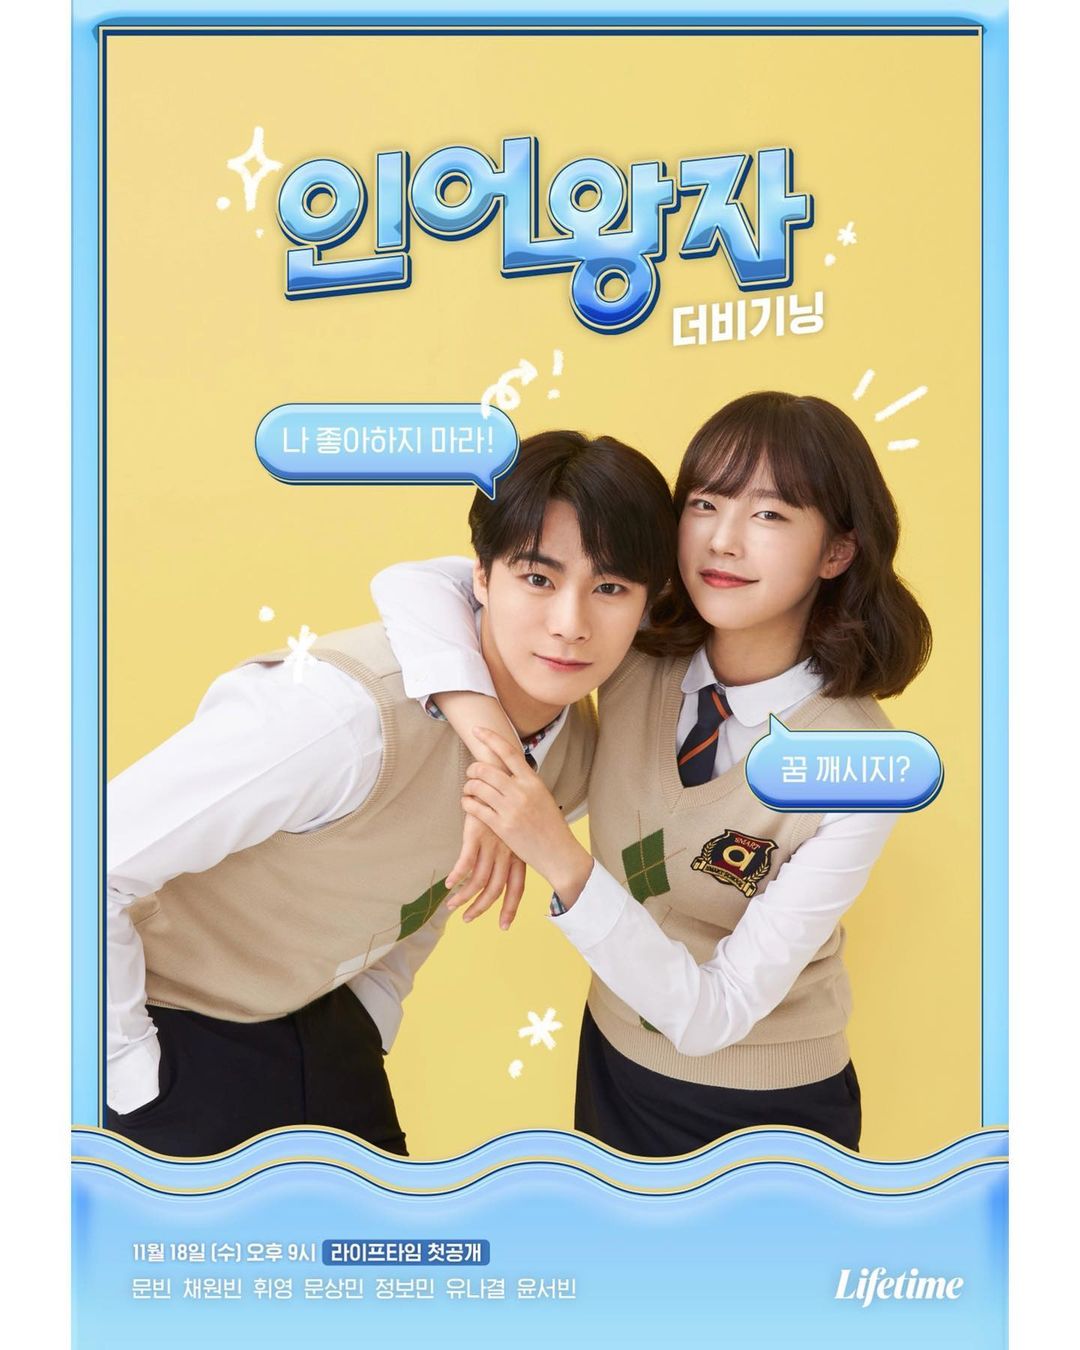 인어왕자
더비기닝
나 좋아하지 마라!
꿈 깨시지?
SMART
a
SMART SCHOOL
11월 18일 (수) 오후 9시 라이프타임 첫공개
문빈 채원빈 휘영 문상민 정보민 유나결 윤서빈
Lifetime